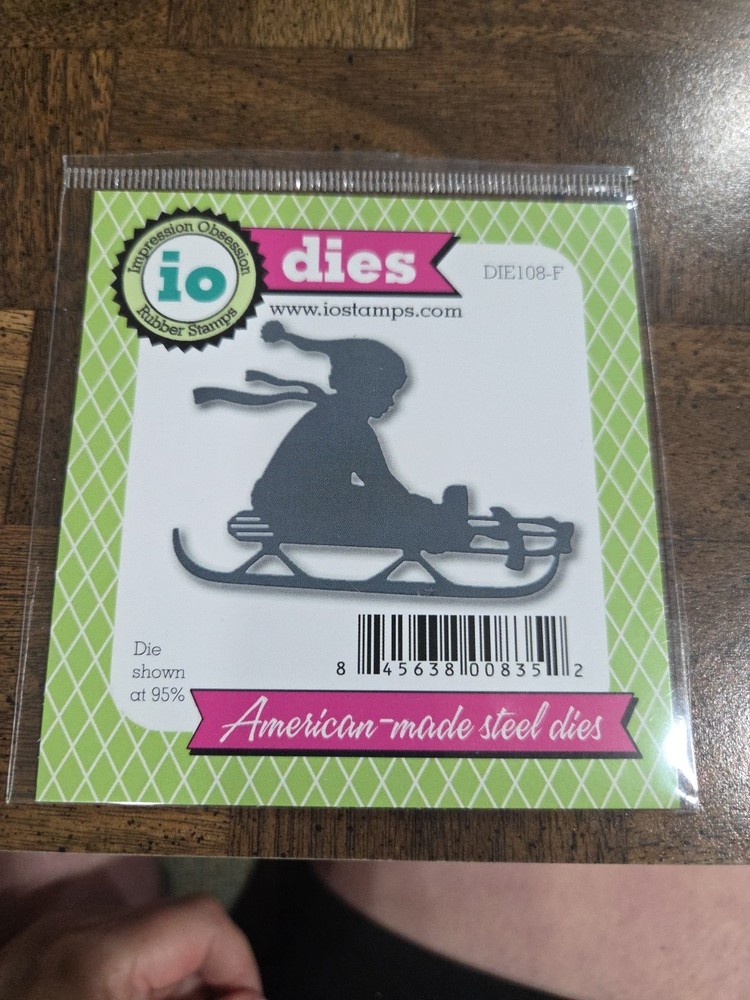 Impression Obsession
io
Rubber Stamps
dies
DIE108-F
www.iostamps.com
Die
shown
at 95%
8 45638 00835 2
American-made steel dies